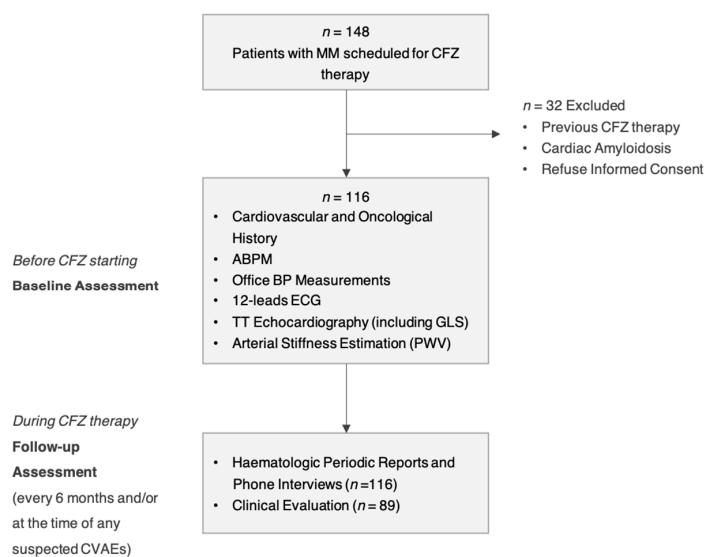 n = 148
Patients with MM scheduled for CFZ
therapy
n = 32 Excluded
• Previous CFZ therapy
• Cardiac Amyloidosis
• Refuse Informed Consent
n = 116
• Cardiovascular and Oncological
History
• ABPM
• Office BP Measurements
• 12-leads ECG
• TT Echocardiography (including GLS)
• Arterial Stiffness Estimation (PWV)
Before CFZ starting
Baseline Assessment
During CFZ therapy
Follow-up
Assessment
(every 6 months and/or
at the time of any
suspected CVAEs)
• Haematologic Periodic Reports and
Phone Interviews (n =116)
• Clinical Evaluation (n = 89)